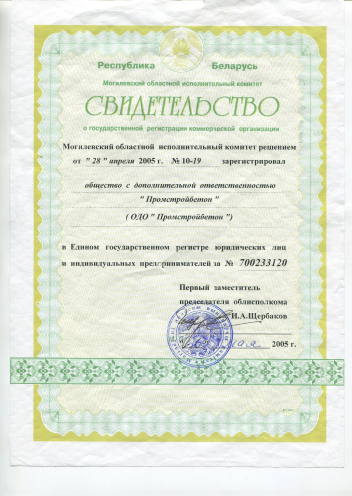 Республика Беларусь
Могилевский областной исполнительный комитет
СВИДЕТЕЛЬСТВО
о государственной регистрации коммерческой организации
Могилевский областной исполнительный комитет решением
от " 28 " апреля 2005 г. № 10-19 зарегистрировал
общество с дополнительной ответственностью
" Промстройбетон "
( ОДО " Промстройбетон ")
в Едином государственном регистре юридических лиц
и индивидуальных предпринимателей за № 700233120
Первый заместитель
председателя облисполкома
И.А.Щербаков
мая 2005 г.